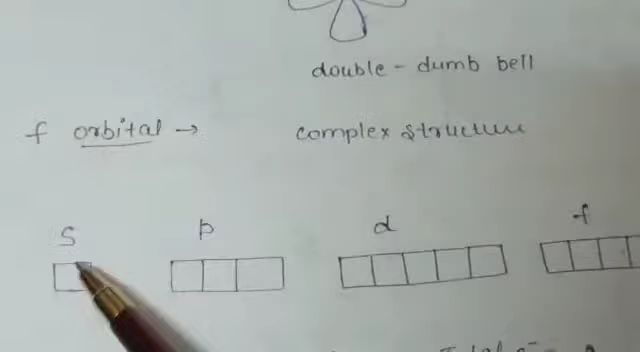 double - dumb bell
f orbital → complex structure
s p d f